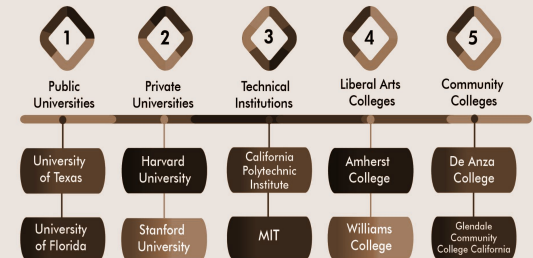 1
2
3
4
5
Public
Universities
Private
Universities
Technical
Institutions
Liberal Arts
Colleges
Community
Colleges
University
of Texas
Harvard
University
California
Polytechnic
Institute
Amherst
College
De Anza
College
University
of Florida
Stanford
University
MIT
Williams
College
Glendale
Community
College California